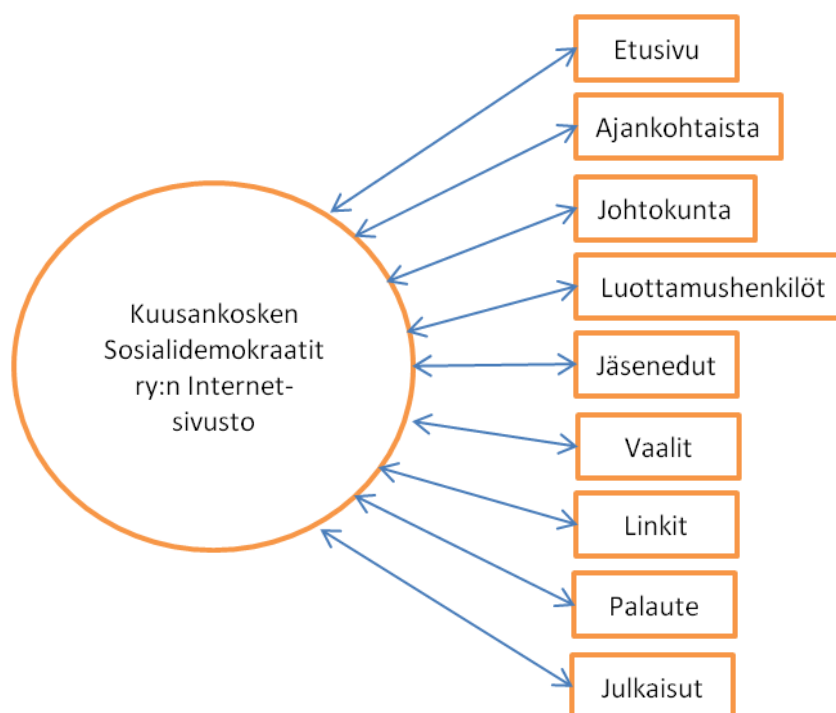 Kuusankosken
Sosialidemokraatit
ry:n Internet-
sivusto
Etusivu
Ajankohtaista
Johtokunta
Luottamushenkilöt
Jäsenedut
Vaalit
Linkit
Palaute
Julkaisut